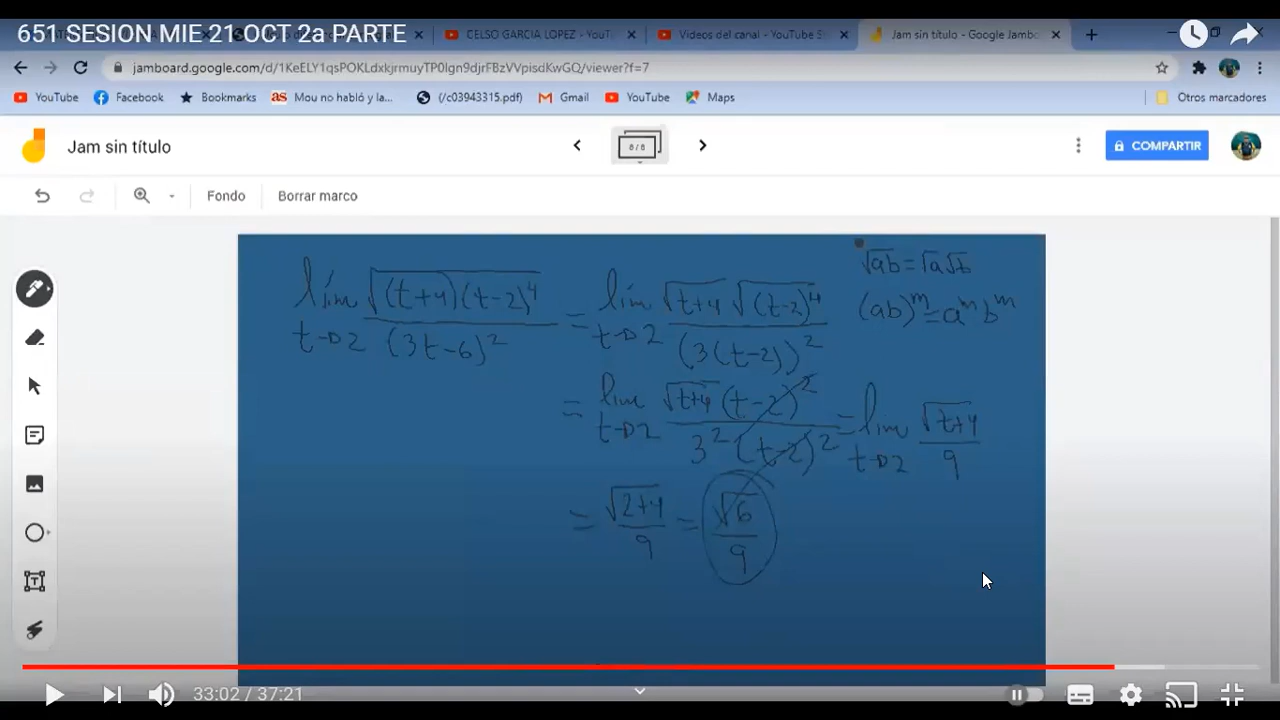 651 SESION MIE 21 OCT 2a PARTE
CELSO GARCIA LOPEZ - YouTu
Videos del canal - YouTube S
Jam sin título - Google Jambo
jamboard.google.com/d/1KeELY1qsPOKLdxkjrmuyTP0Ign9djrFBzVVpisdKwGQ/viewer?f=7
YouTube Facebook Bookmarks as Mou no habló y la... (/c03943315.pdf) Gmail YouTube Maps Otros marcadores
Jam sin título
8/8
COMPARTIR
Fondo Borrar marco
√ab = √a√b
(ab)^m = a^m b^m
lím t→2 √((t+4)(t-2)^4) / (3t-6)^2 = lím t→2 √(t+4) √((t-2)^4) / (3(t-2))^2
= lím t→2 √(t+4) (t-2)^2 / 3^2 (t-2)^2 = lím t→2 √(t+4) / 9
= √(2+4) / 9 = √6 / 9
33:02 / 37:21